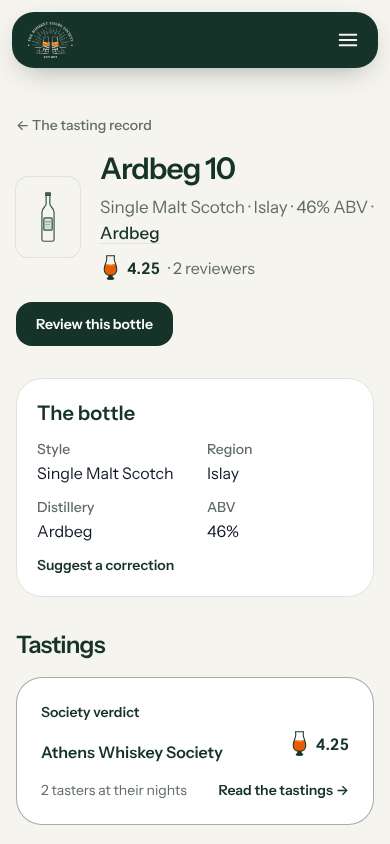 ← The tasting record
Ardbeg 10
Single Malt Scotch · Islay · 46% ABV ·
Ardbeg
4.25 · 2 reviewers
Review this bottle
The bottle
Style Region
Single Malt Scotch Islay
Distillery ABV
Ardbeg 46%
Suggest a correction
Tastings
Society verdict
Athens Whiskey Society 4.25
2 tasters at their nights Read the tastings →